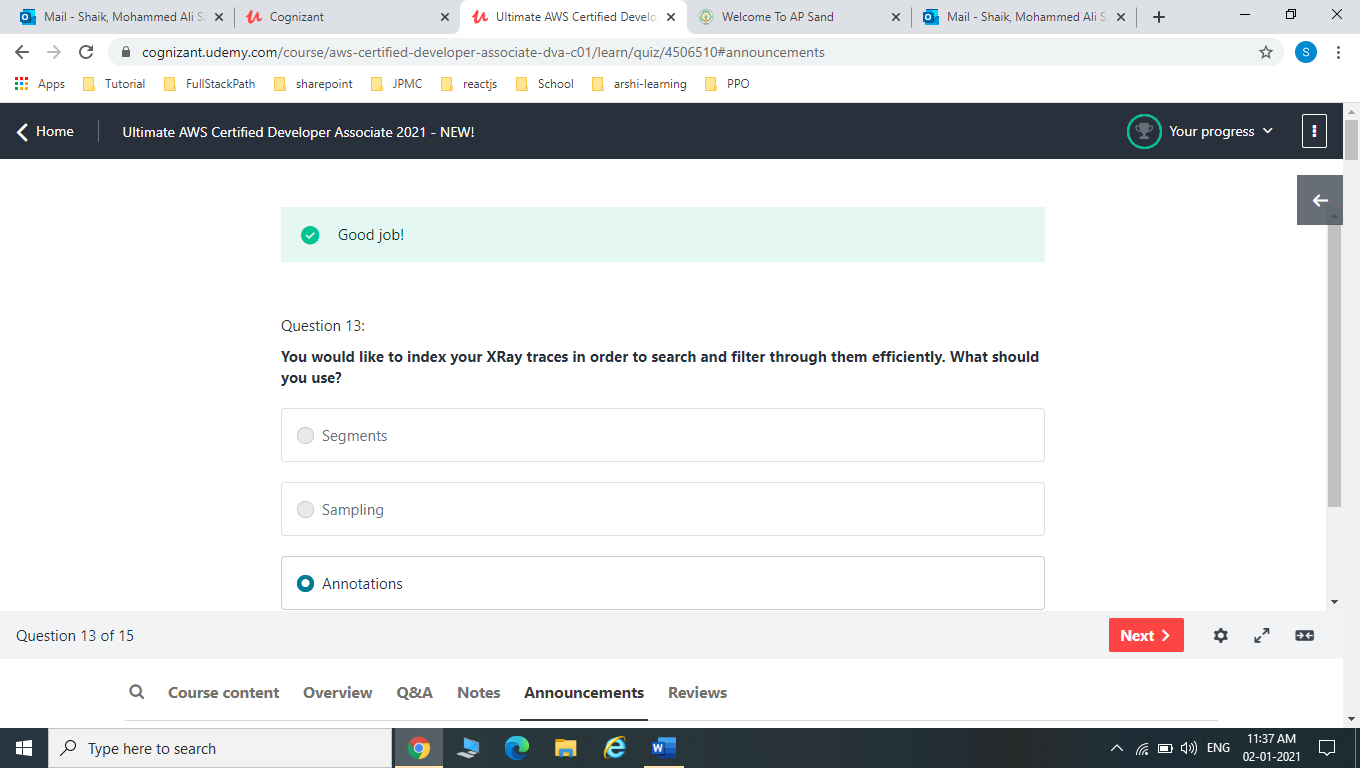 Mail - Shaik, Mohammed Ali S
Cognizant
Ultimate AWS Certified Develo
Welcome To AP Sand
Mail - Shaik, Mohammed Ali S
cognizant.udemy.com/course/aws-certified-developer-associate-dva-c01/learn/quiz/4506510#announcements
S
Apps
Tutorial
FullStackPath
sharepoint
JPMC
reactjs
School
arshi-learning
PPO
Home
Ultimate AWS Certified Developer Associate 2021 - NEW!
Your progress
Good job!
Question 13:
You would like to index your XRay traces in order to search and filter through them efficiently. What should
you use?
Segments
Sampling
Annotations
Question 13 of 15
Next
Course content
Overview
Q&A
Notes
Announcements
Reviews
Type here to search
ENG
11:37 AM
02-01-2021